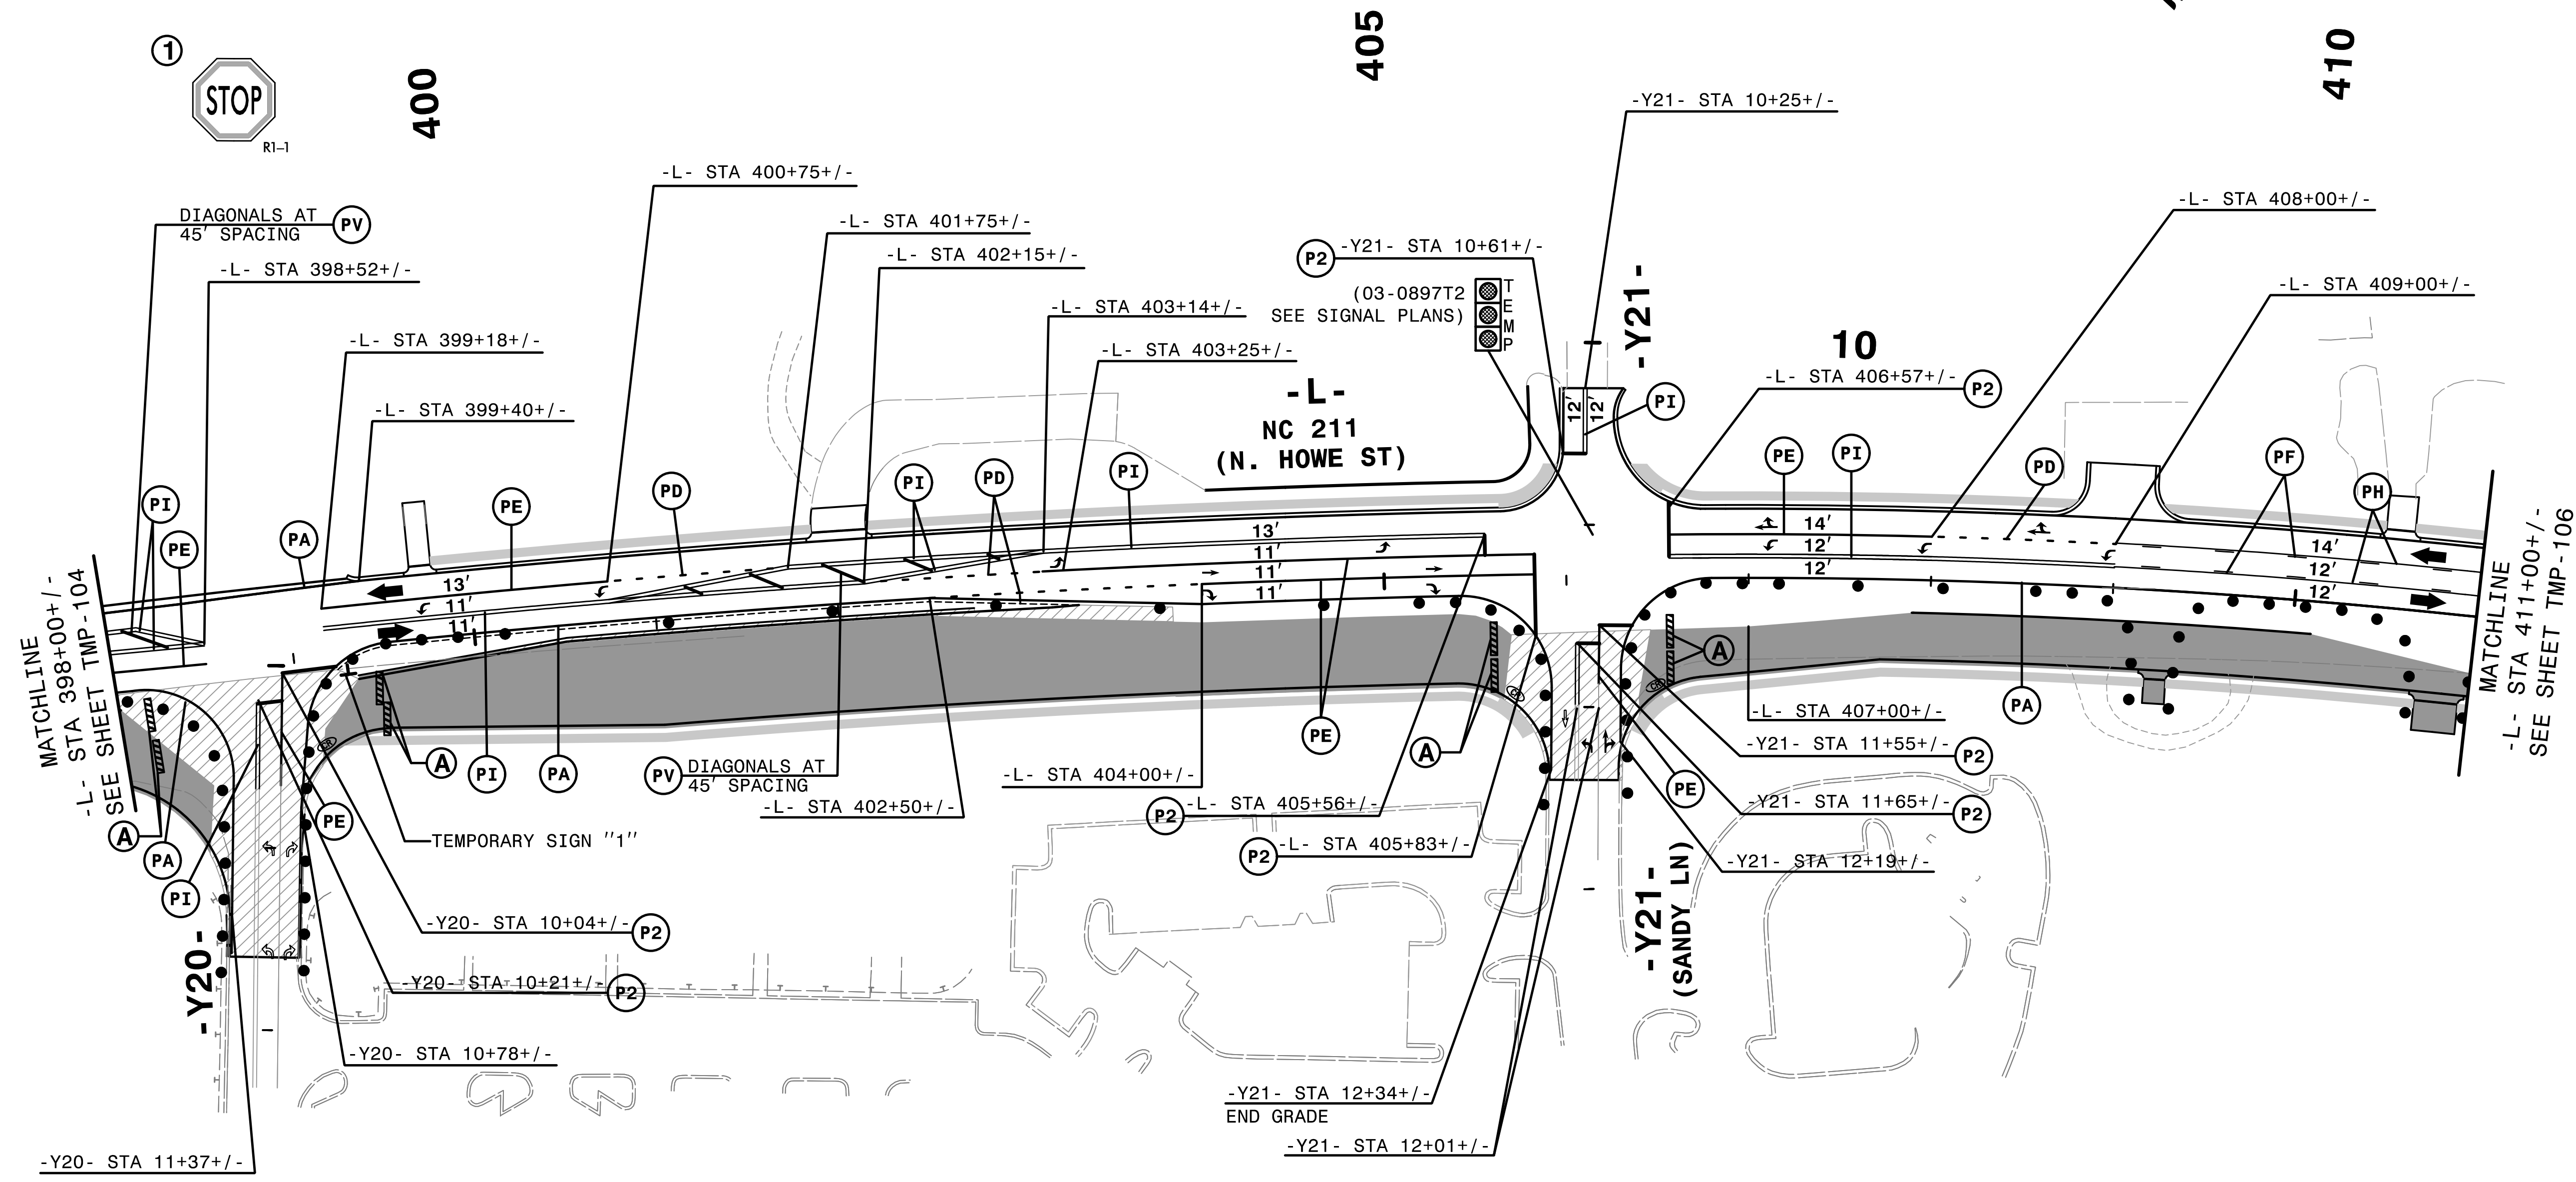 1
STOP
R1-1
400
405
410
-Y21- STA 10+25+/-
-L- STA 400+75+/-
DIAGONALS AT
45' SPACING
PV
-L- STA 401+75+/-
-L- STA 408+00+/-
-L- STA 402+15+/-
P2
-Y21- STA 10+61+/-
-L- STA 398+52+/-
(03-0897T2
SEE SIGNAL PLANS)
T
E
M
P
-Y21-
-L- STA 409+00+/-
-L- STA 403+14+/-
-L- STA 399+18+/-
-L- STA 403+25+/-
10
-L- STA 406+57+/-
P2
-L-
NC 211
(N. HOWE ST)
-L- STA 399+40+/-
12'
12'
PI
PI
PE
PA
PE
PD
PI
PD
PI
PE
PI
PD
PF
PH
13'
11'
11'
13'
11'
11'
11'
14'
12'
12'
14'
12'
12'
MATCHLINE
-L- STA 398+00+/-
SEE SHEET TMP-104
MATCHLINE
-L- STA 411+00+/-
SEE SHEET TMP-106
CR
CR
CR
A
A
A
A
PI
PA
PV
DIAGONALS AT
45' SPACING
-L- STA 402+50+/-
-L- STA 404+00+/-
PE
PA
-L- STA 407+00+/-
-Y21- STA 11+55+/-
P2
PE
-Y21- STA 11+65+/-
P2
P2
-L- STA 405+56+/-
P2
-L- STA 405+83+/-
-Y21- STA 12+19+/-
PE
TEMPORARY SIGN "1"
PA
PI
-Y20-
-Y20- STA 10+04+/-
P2
-Y20- STA 10+21+/-
P2
-Y20- STA 10+78+/-
-Y21-
(SANDY LN)
-Y21- STA 12+34+/-
END GRADE
-Y21- STA 12+01+/-
-Y20- STA 11+37+/-